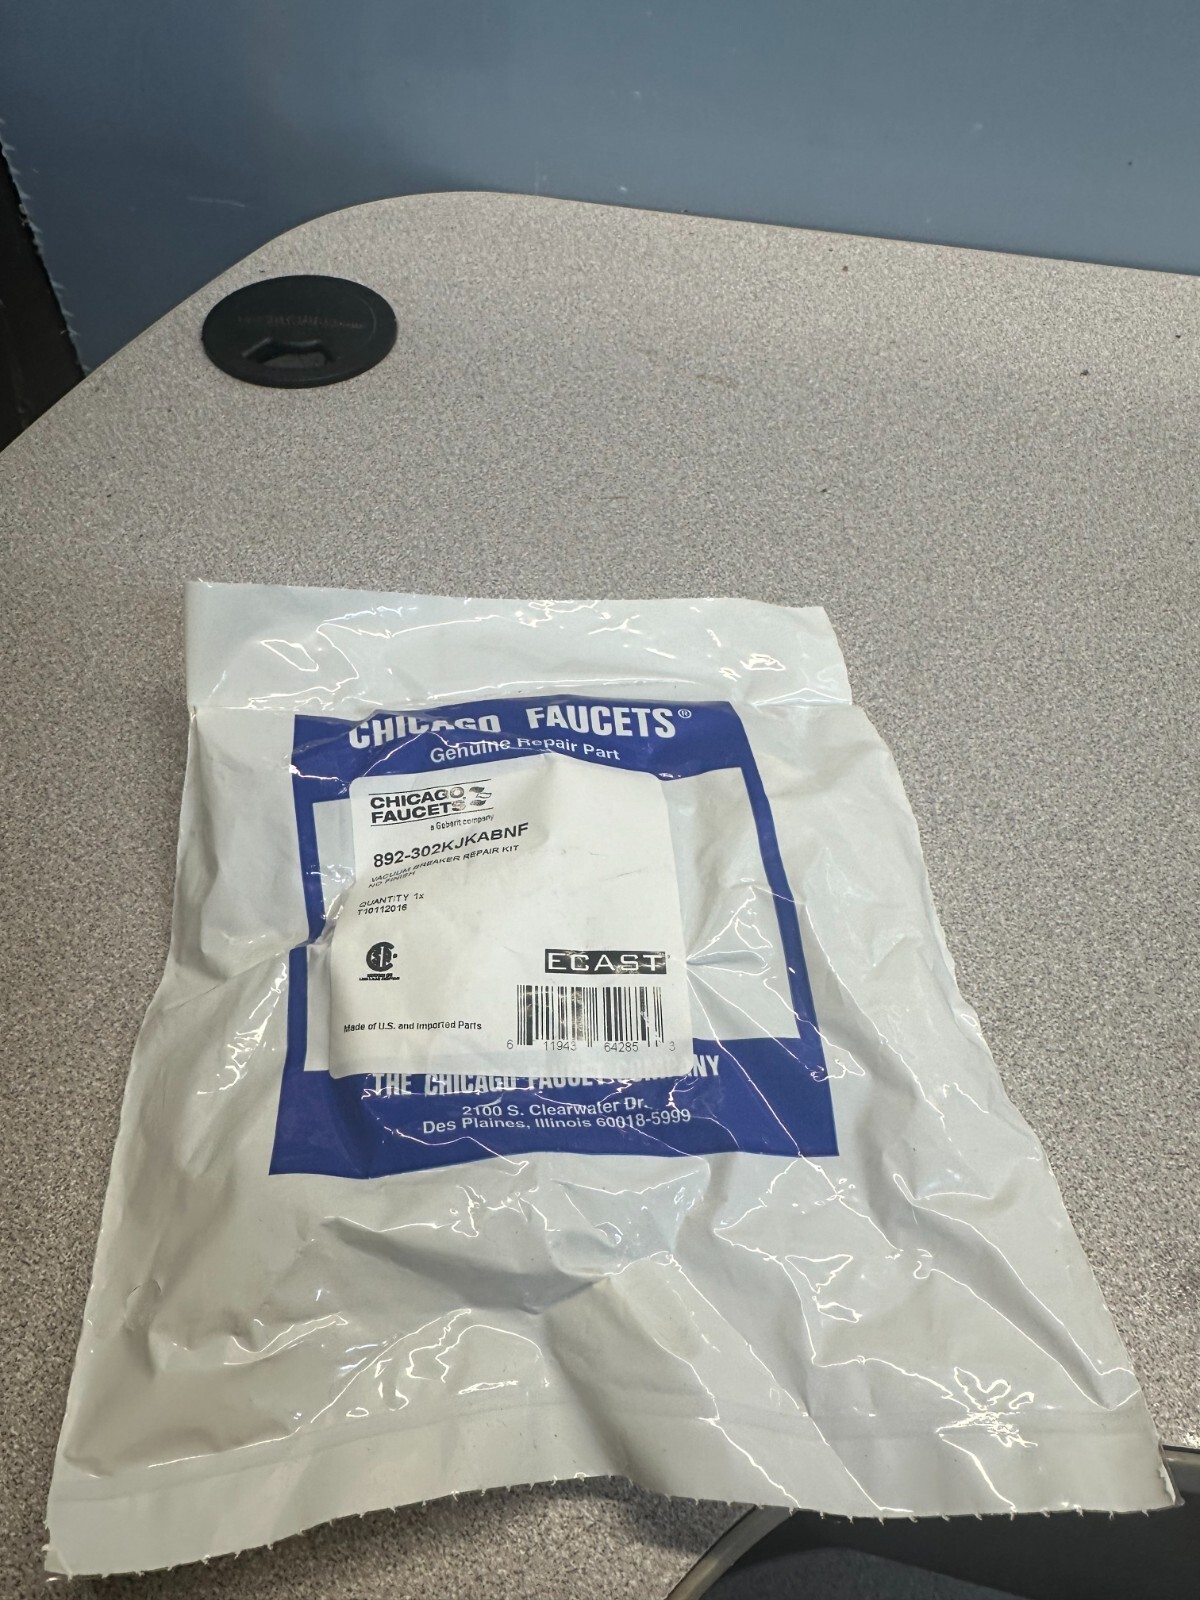 CHICAGO FAUCETS®
Genuine Repair Part
CHICAGO
FAUCETS
a Geberit company
892-302KJKABNF
VACUUM BREAKER REPAIR KIT
NO FINISH
QUANTITY 1x
T10112016
ECAST
Made of U.S. and Imported Parts
6 11943 64285 3
THE CHICAGO FAUCET COMPANY
2100 S. Clearwater Dr.
Des Plaines, Illinois 60018-5999